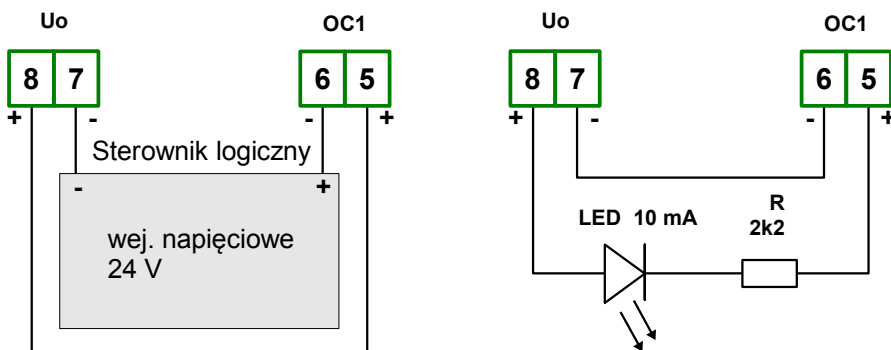 Uo OC1
8 7 6 5
+ - - +
Sterownik logiczny
- +
wej. napięciowe
24 V
Uo OC1
8 7 6 5
+ - - +
LED 10 mA
R
2k2